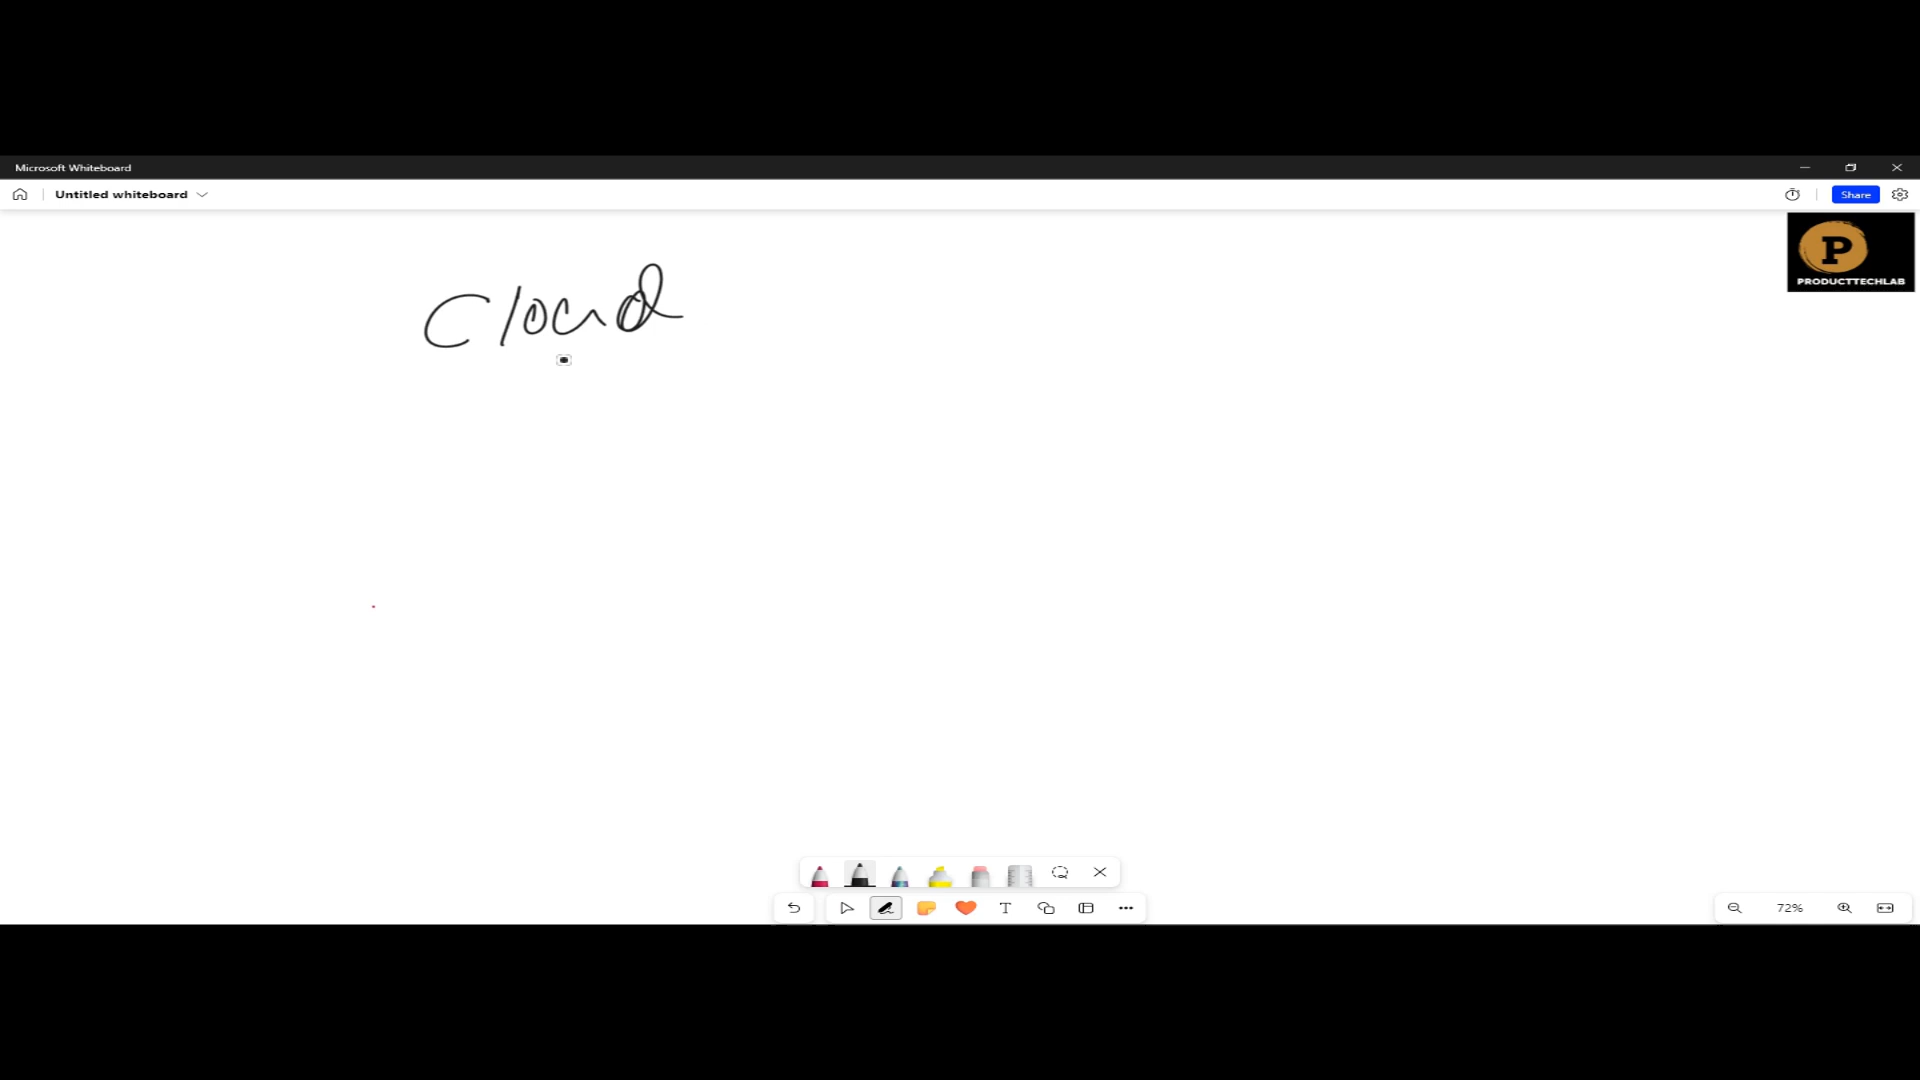 Microsoft Whiteboard
Untitled whiteboard
Share
P
PRODUCTTECHLAB
Cloud
T
72%